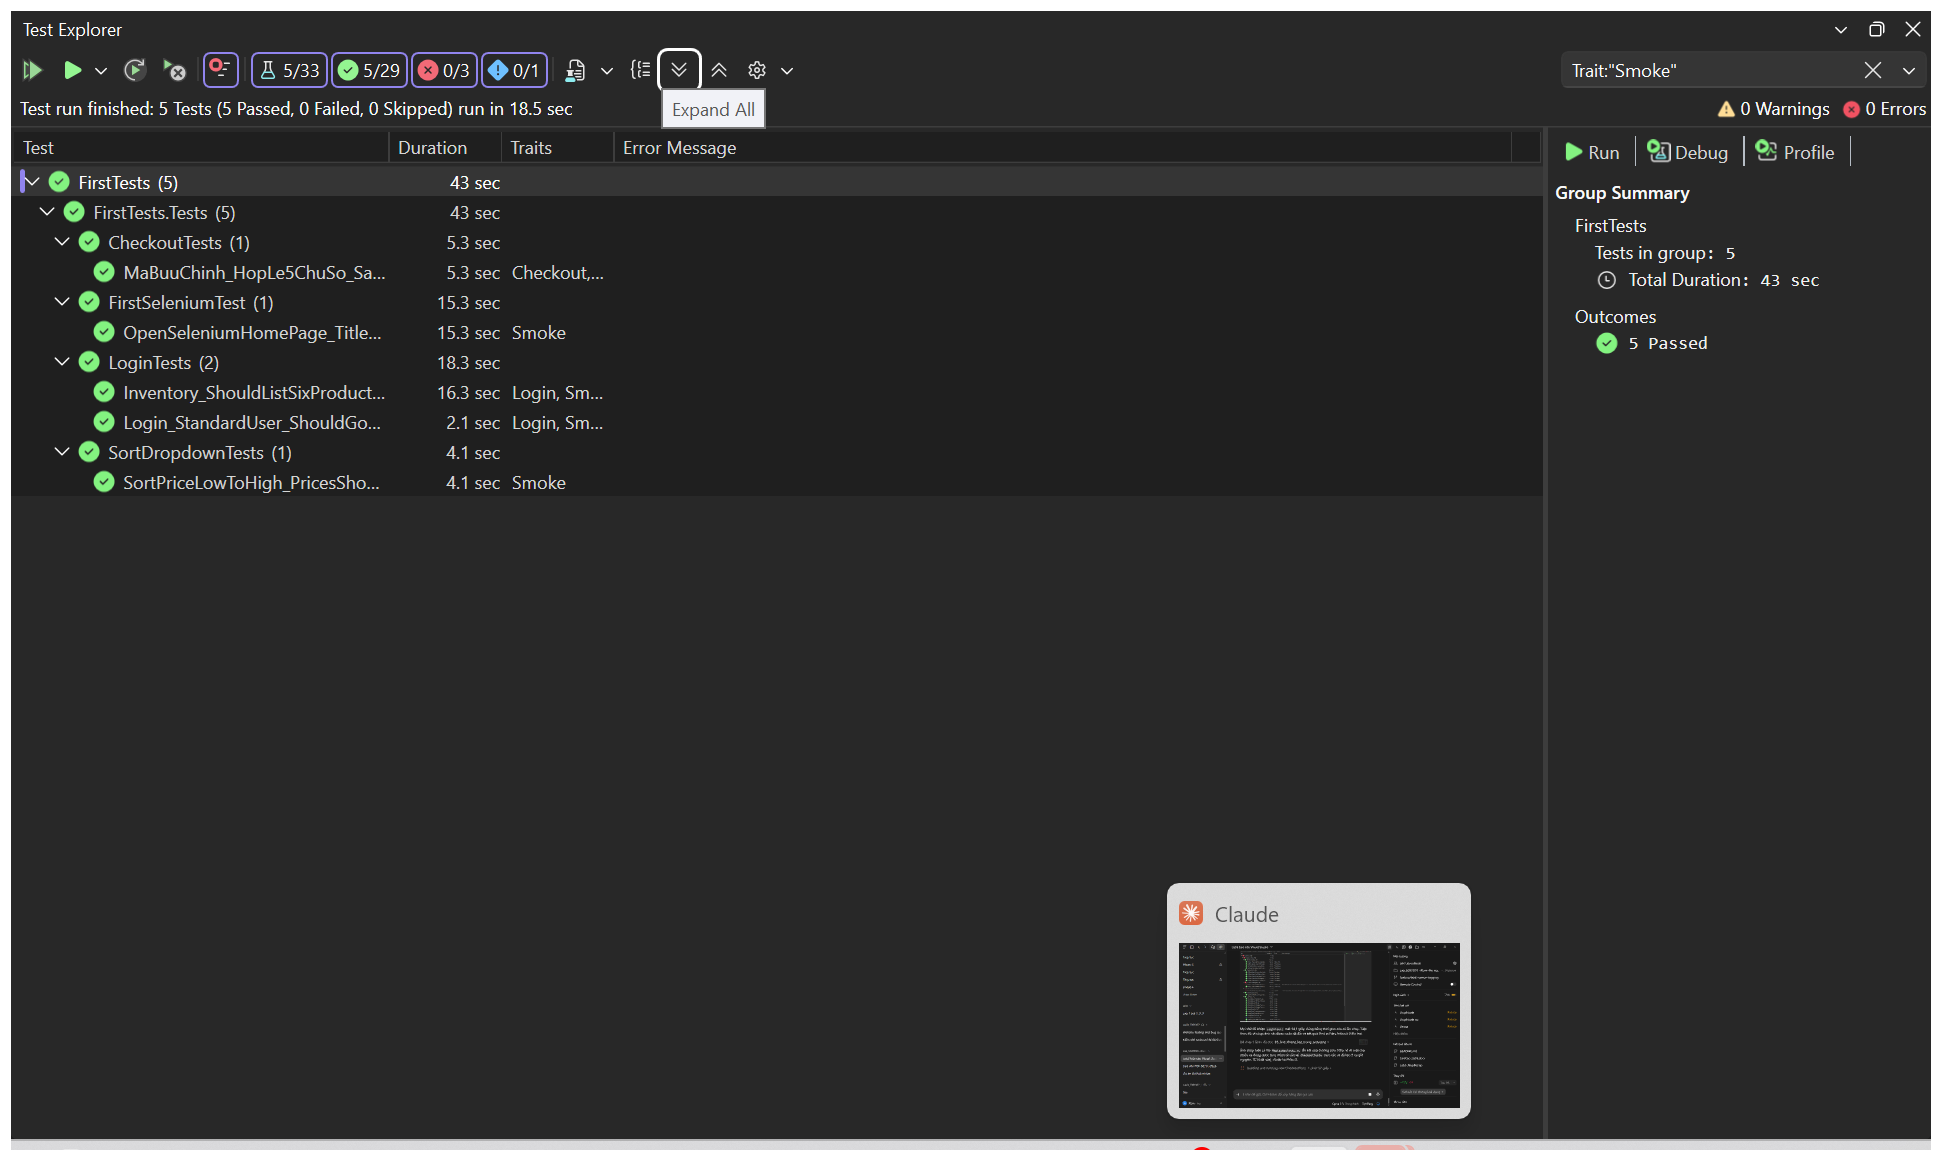 Test Explorer
5/33 5/29 0/3 0/1
Trait:"Smoke"
Test run finished: 5 Tests (5 Passed, 0 Failed, 0 Skipped) run in 18.5 sec
Expand All
0 Warnings 0 Errors
Test Duration Traits Error Message
FirstTests (5) 43 sec
FirstTests.Tests (5) 43 sec
CheckoutTests (1) 5.3 sec
MaBuuChinh_HopLe5ChuSo_Sa... 5.3 sec Checkout,...
FirstSeleniumTest (1) 15.3 sec
OpenSeleniumHomePage_Title... 15.3 sec Smoke
LoginTests (2) 18.3 sec
Inventory_ShouldListSixProduct... 16.3 sec Login, Sm...
Login_StandardUser_ShouldGo... 2.1 sec Login, Sm...
SortDropdownTests (1) 4.1 sec
SortPriceLowToHigh_PricesSho... 4.1 sec Smoke
Run Debug Profile
Group Summary
FirstTests
Tests in group: 5
Total Duration: 43 sec
Outcomes
5 Passed
Claude